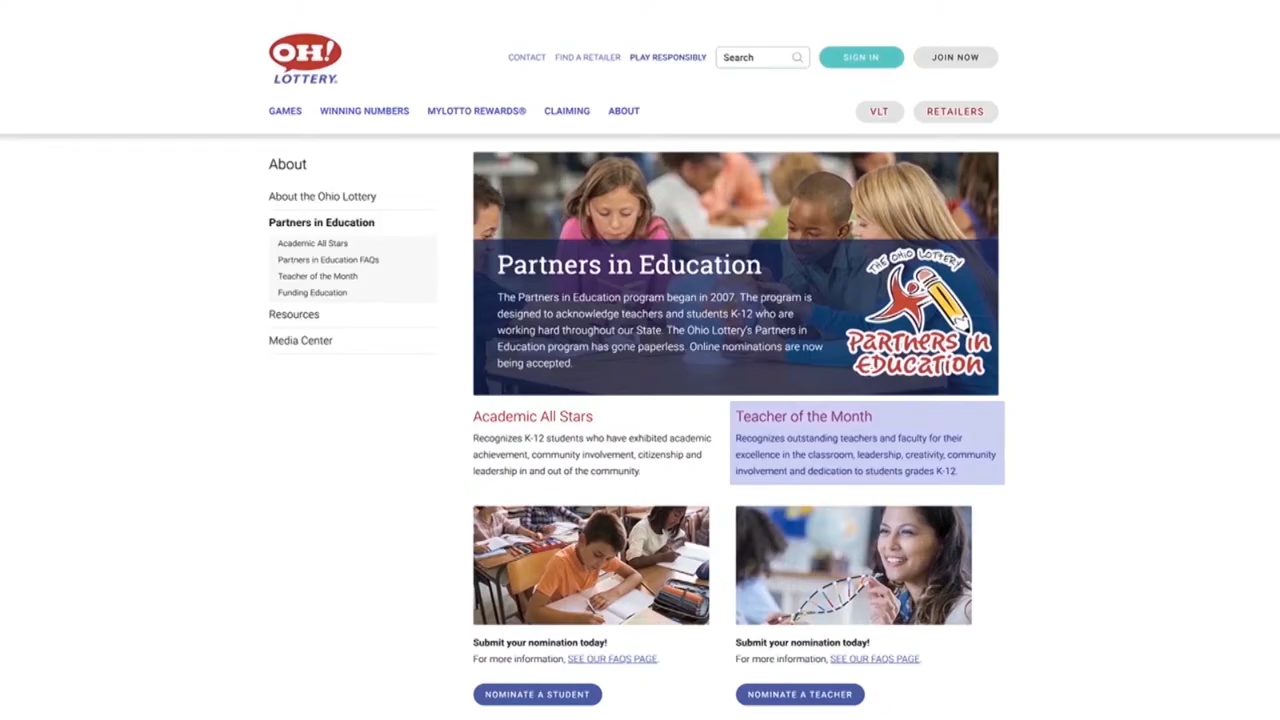 OH!
LOTTERY.
CONTACT FIND A RETAILER PLAY RESPONSIBLY Search SIGN IN JOIN NOW
GAMES WINNING NUMBERS MYLOTTO REWARDS® CLAIMING ABOUT VLT RETAILERS
About
About the Ohio Lottery
Partners in Education
Academic All Stars
Partners in Education FAQs
Teacher of the Month
Funding Education
Resources
Media Center
Partners in Education
The Partners in Education program began in 2007. The program is
designed to acknowledge teachers and students K-12 who are
working hard throughout our State. The Ohio Lottery's Partners in
Education program has gone paperless. Online nominations are now
being accepted.
THE OHIO LOTTERY
PARTNERS in
EDUCATION
Academic All Stars
Recognizes K-12 students who have exhibited academic
achievement, community involvement, citizenship and
leadership in and out of the community.
Teacher of the Month
Recognizes outstanding teachers and faculty for their
excellence in the classroom, leadership, creativity, community
involvement and dedication to students grades K-12.
Submit your nomination today!
For more information, SEE OUR FAQS PAGE.
NOMINATE A STUDENT
Submit your nomination today!
For more information, SEE OUR FAQS PAGE.
NOMINATE A TEACHER